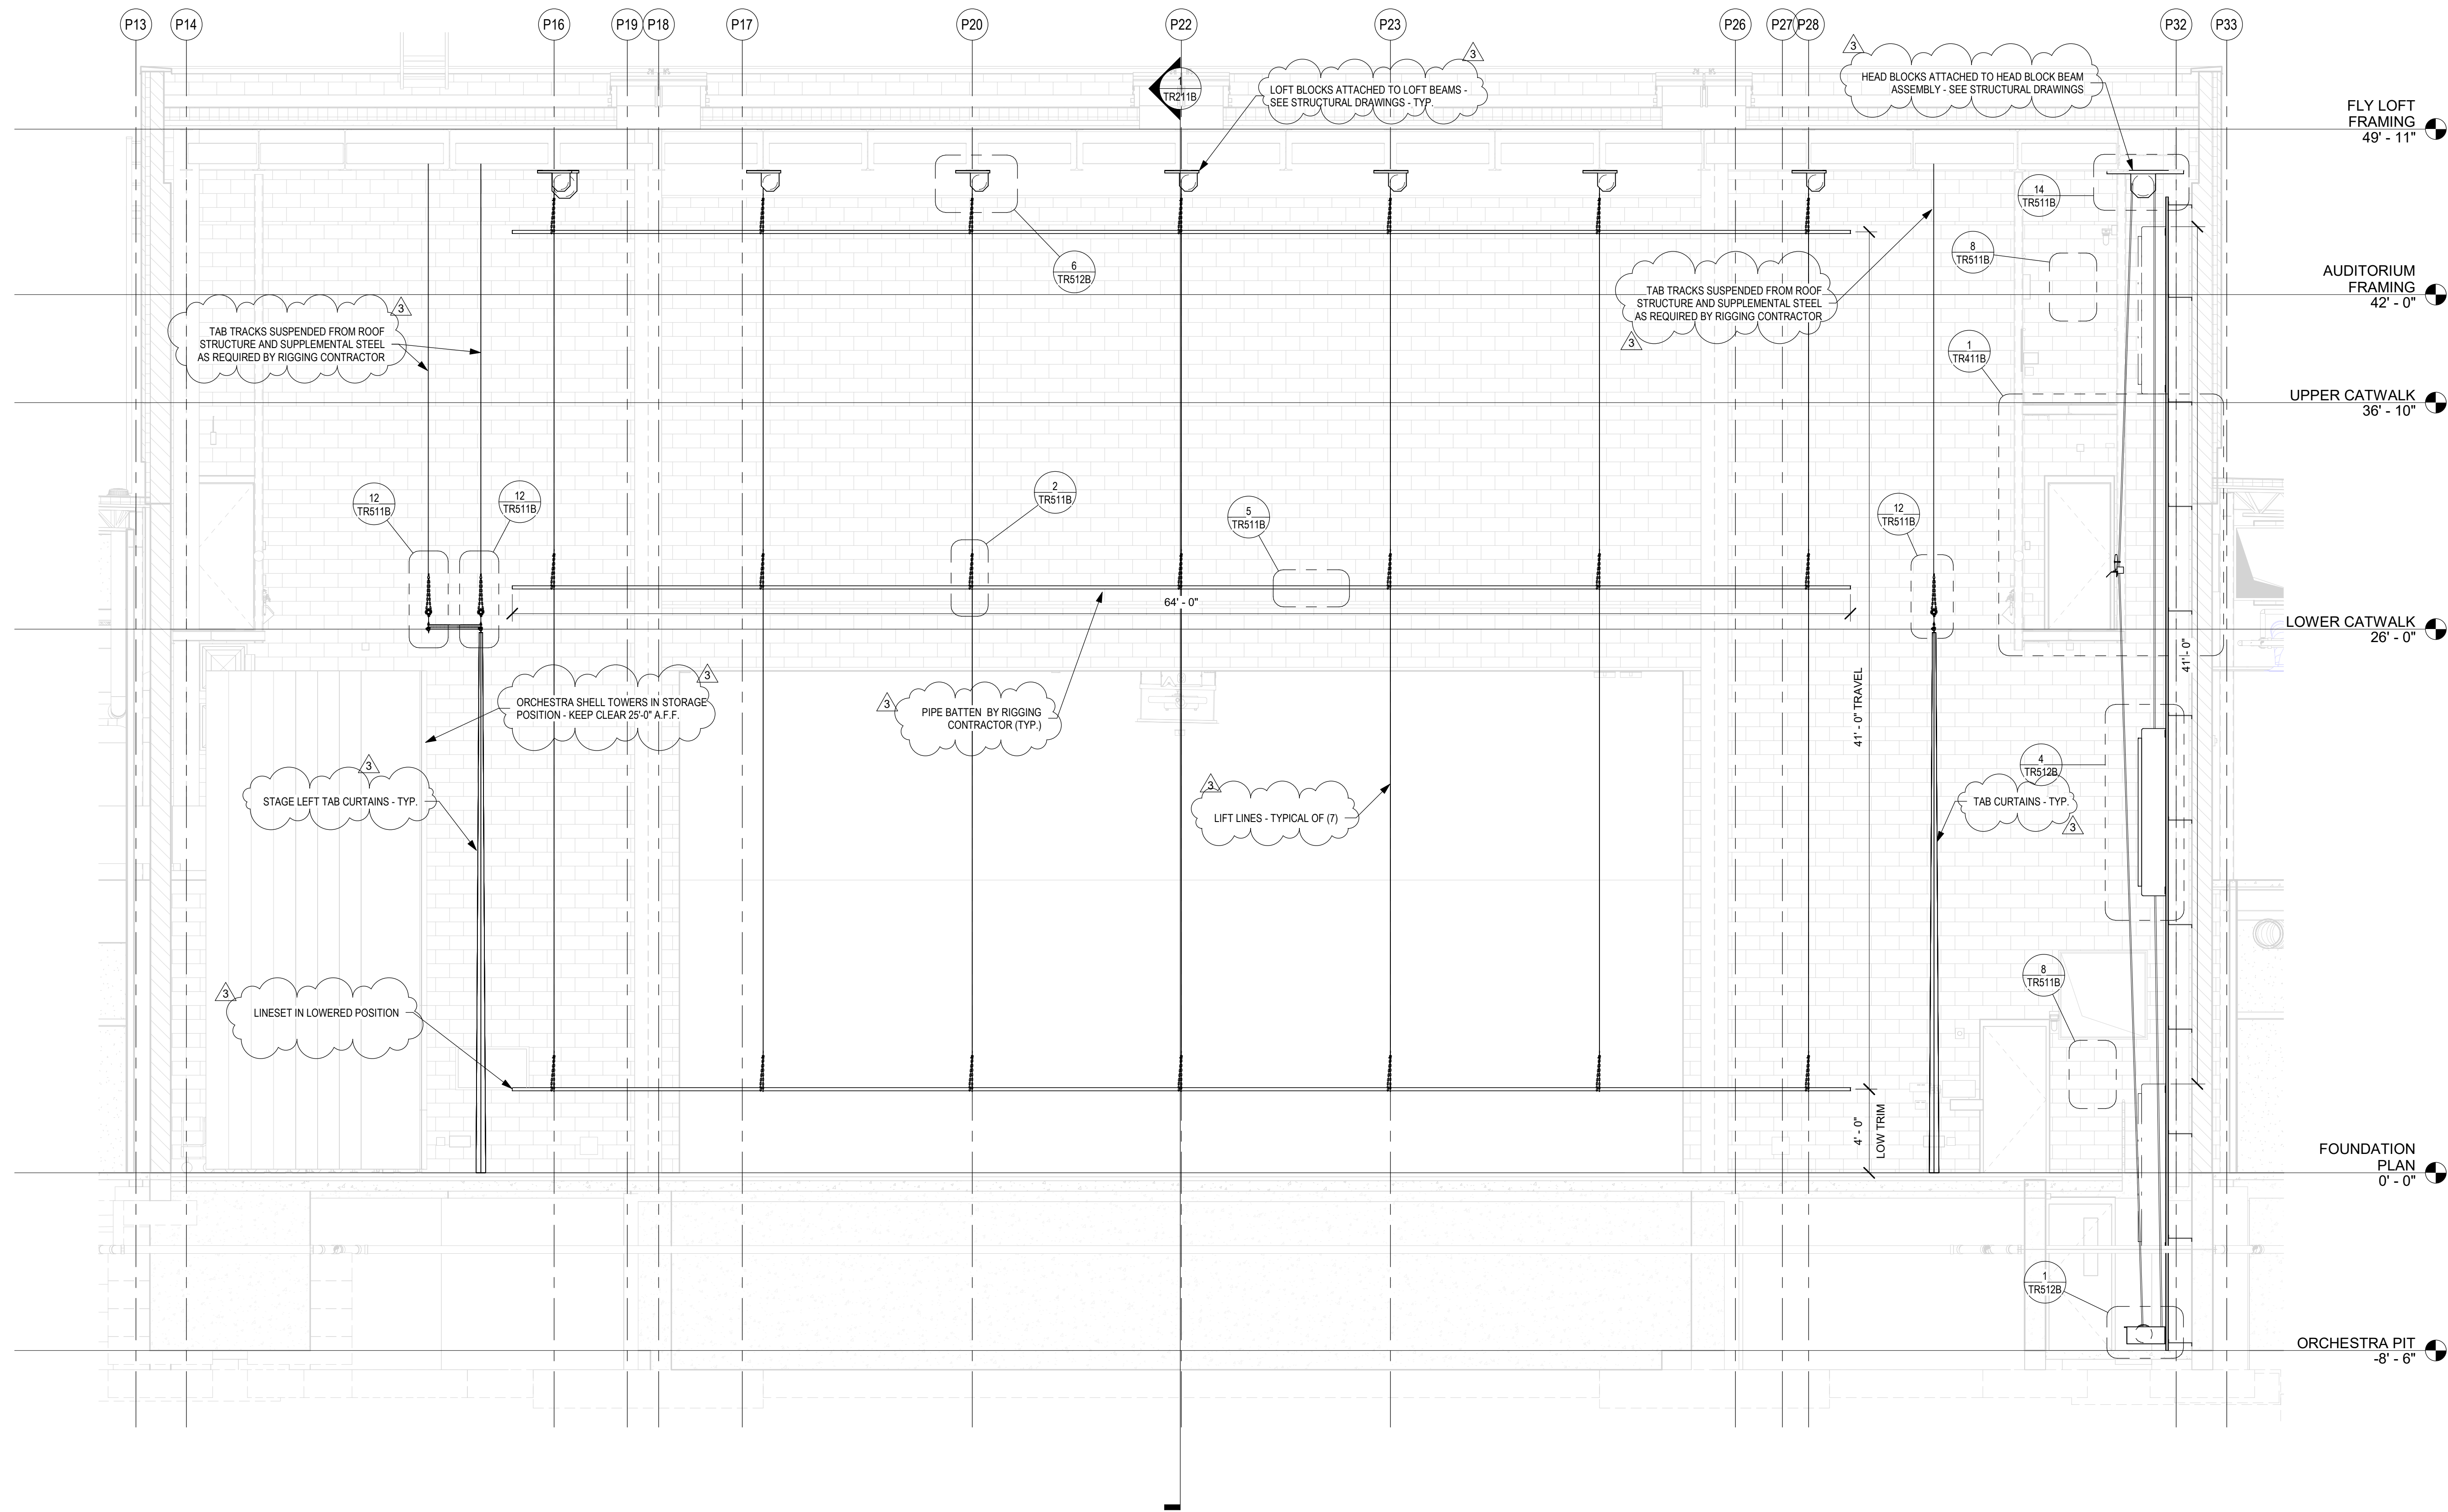 P13
P14
P16
P19
P18
P17
P20
P22
P23
P26
P27
P28
P32
P33
3
3
1
TR211B
LOFT BLOCKS ATTACHED TO LOFT BEAMS -
SEE STRUCTURAL DRAWINGS - TYP.
HEAD BLOCKS ATTACHED TO HEAD BLOCK BEAM
ASSEMBLY - SEE STRUCTURAL DRAWINGS
FLY LOFT
FRAMING
49' - 11"
14
TR511B
8
TR511B
6
TR512B
AUDITORIUM
FRAMING
42' - 0"
3
TAB TRACKS SUSPENDED FROM ROOF
STRUCTURE AND SUPPLEMENTAL STEEL
AS REQUIRED BY RIGGING CONTRACTOR
TAB TRACKS SUSPENDED FROM ROOF
STRUCTURE AND SUPPLEMENTAL STEEL
AS REQUIRED BY RIGGING CONTRACTOR
3
1
TR411B
UPPER CATWALK
36' - 10"
12
TR511B
12
TR511B
2
TR511B
5
TR511B
12
TR511B
64' - 0"
LOWER CATWALK
26' - 0"
41' - 0"
41' - 0" TRAVEL
3
ORCHESTRA SHELL TOWERS IN STORAGE
POSITION - KEEP CLEAR 25'-0" A.F.F.
3
PIPE BATTEN BY RIGGING
CONTRACTOR (TYP.)
3
STAGE LEFT TAB CURTAINS - TYP.
3
LIFT LINES - TYPICAL OF (7)
4
TR512B
TAB CURTAINS - TYP.
3
8
TR511B
3
LINESET IN LOWERED POSITION
4' - 0"
LOW TRIM
FOUNDATION
PLAN
0' - 0"
1
TR512B
ORCHESTRA PIT
-8' - 6"